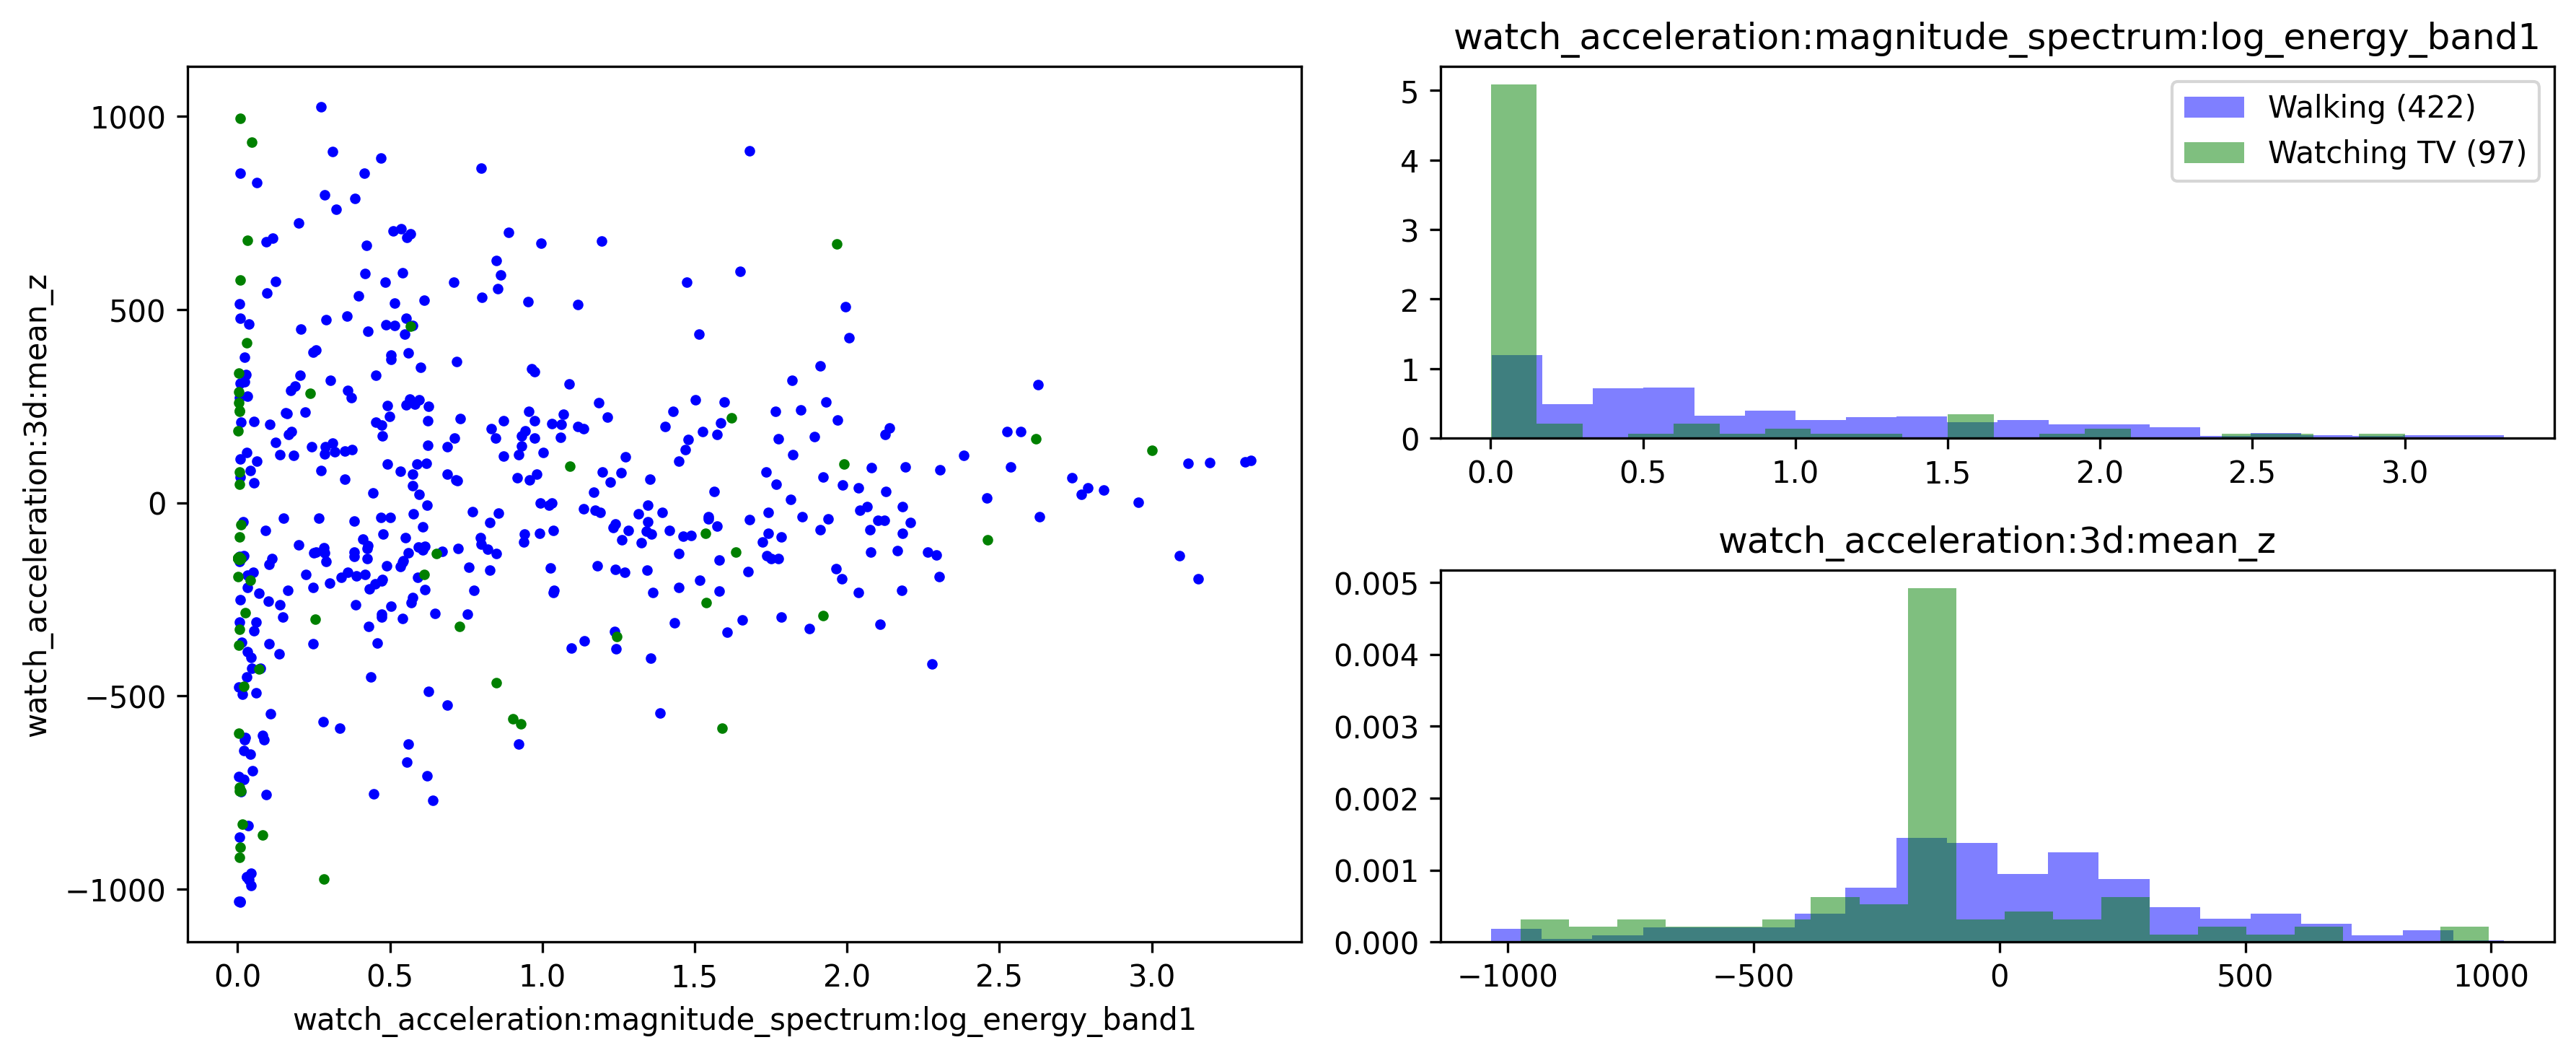 1000
500
0
−500
−1000
watch_acceleration:3d:mean_z
0.0 0.5 1.0 1.5 2.0 2.5 3.0
watch_acceleration:magnitude_spectrum:log_energy_band1
watch_acceleration:magnitude_spectrum:log_energy_band1
5
4
3
2
1
0
Walking (422)
Watching TV (97)
0.0 0.5 1.0 1.5 2.0 2.5 3.0
watch_acceleration:3d:mean_z
0.005
0.004
0.003
0.002
0.001
0.000
−1000 −500 0 500 1000